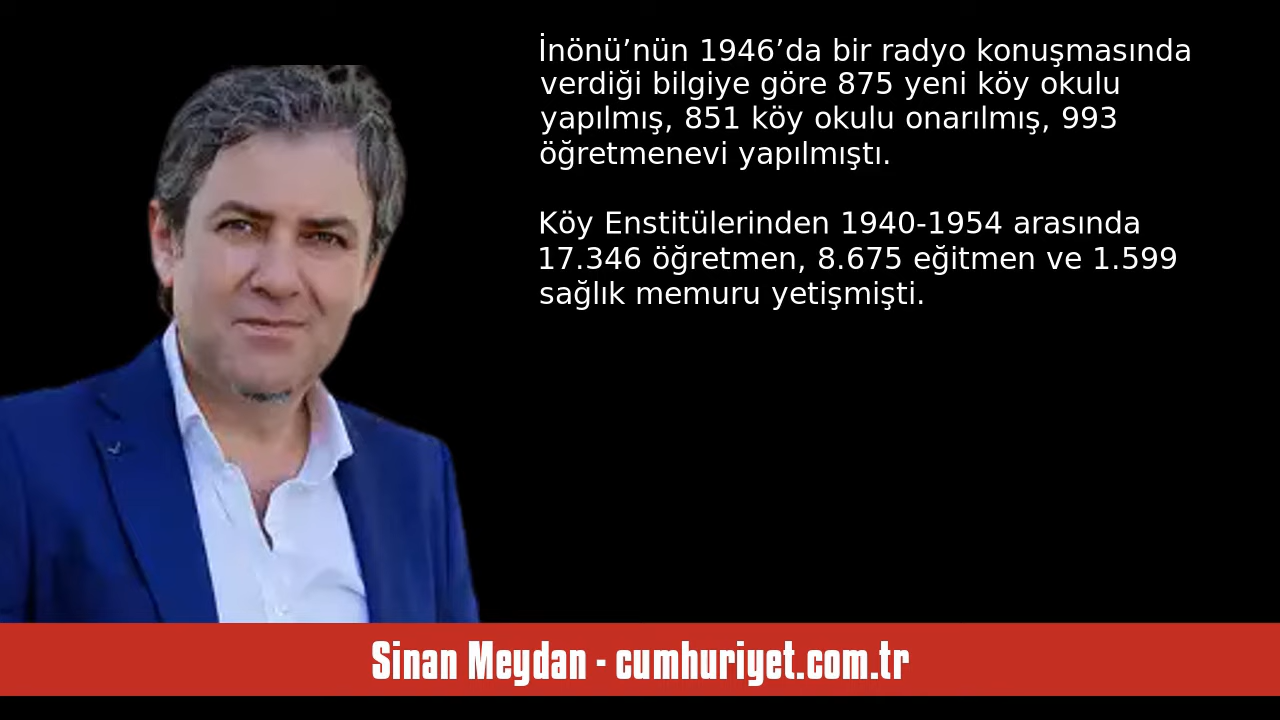 İnönü’nün 1946’da bir radyo konuşmasında
verdiği bilgiye göre 875 yeni köy okulu
yapılmış, 851 köy okulu onarılmış, 993
öğretmenevi yapılmıştı.
Köy Enstitülerinden 1940-1954 arasında
17.346 öğretmen, 8.675 eğitmen ve 1.599
sağlık memuru yetişmişti.
Sinan Meydan - cumhuriyet.com.tr